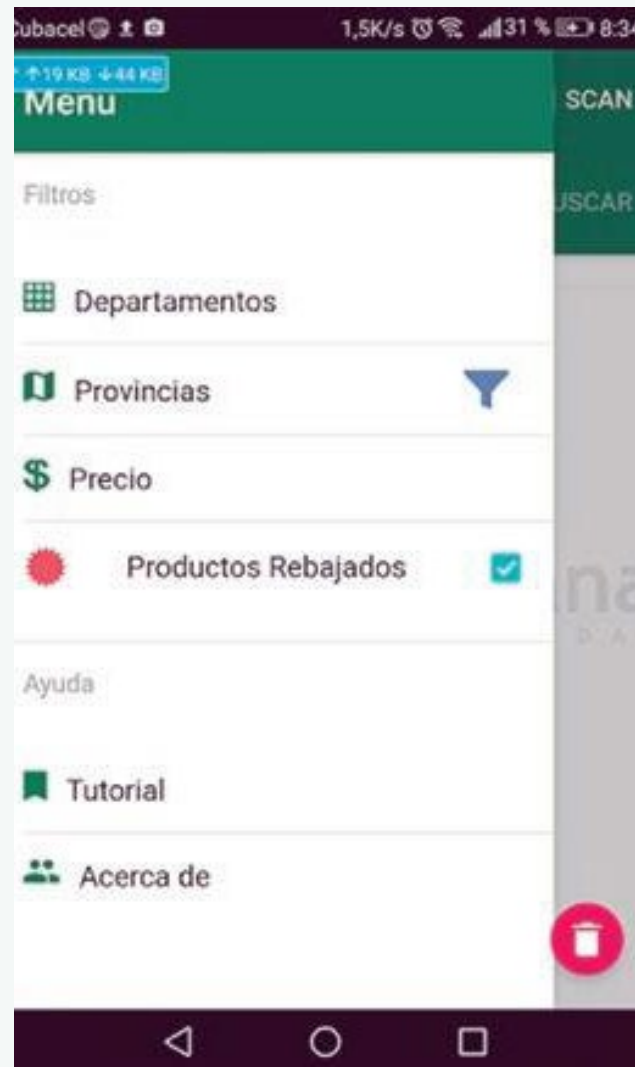 Cubacel 1,5K/s 31 % 8:34
↑19 KB ↓44 KB
Menu SCAN
Filtros USCAR
Departamentos
Provincias
$ Precio
Productos Rebajados
Ayuda
Tutorial
Acerca de